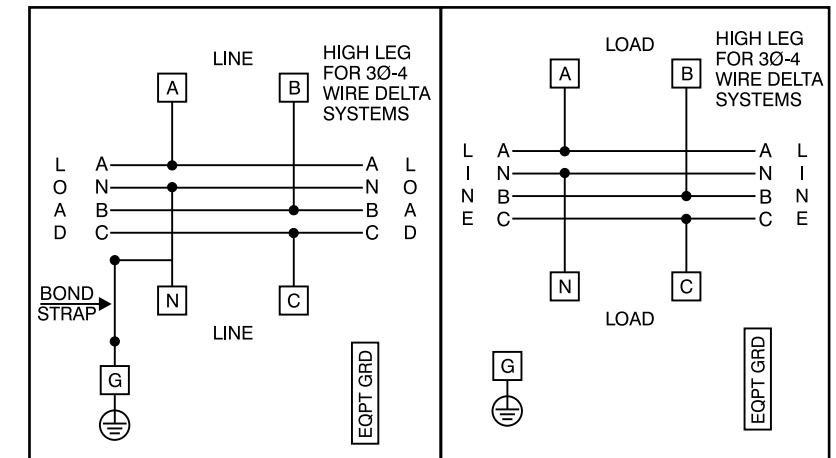 LINE
HIGH LEG
FOR 3Ø-4
WIRE DELTA
SYSTEMS
A
B
L A A L
O N N O
A B B A
D C C D
BOND
STRAP
N
C
LINE
G
EQPT GRD
LOAD
HIGH LEG
FOR 3Ø-4
WIRE DELTA
SYSTEMS
A
B
L A A L
I N N I
N B B N
E C C E
N
C
LOAD
G
EQPT GRD